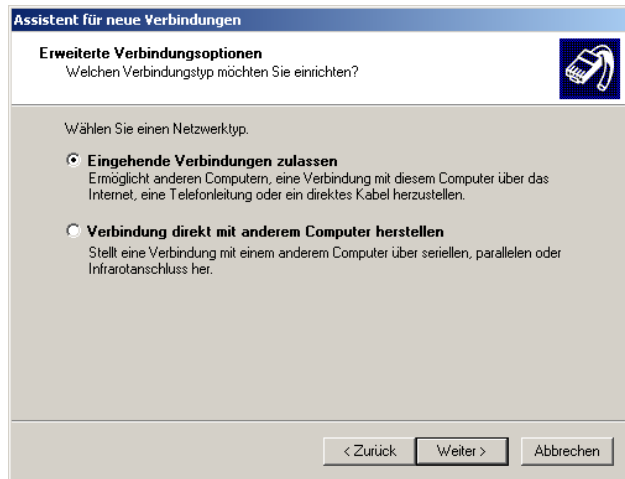 Assistent für neue Verbindungen
Erweiterte Verbindungsoptionen
Welchen Verbindungstyp möchten Sie einrichten?
Wählen Sie einen Netzwerktyp.
Eingehende Verbindungen zulassen
Ermöglicht anderen Computern, eine Verbindung mit diesem Computer über das
Internet, eine Telefonleitung oder ein direktes Kabel herzustellen.
Verbindung direkt mit anderem Computer herstellen
Stellt eine Verbindung mit einem anderem Computer über seriellen, parallelen oder
Infrarotanschluss her.
< Zurück Weiter > Abbrechen